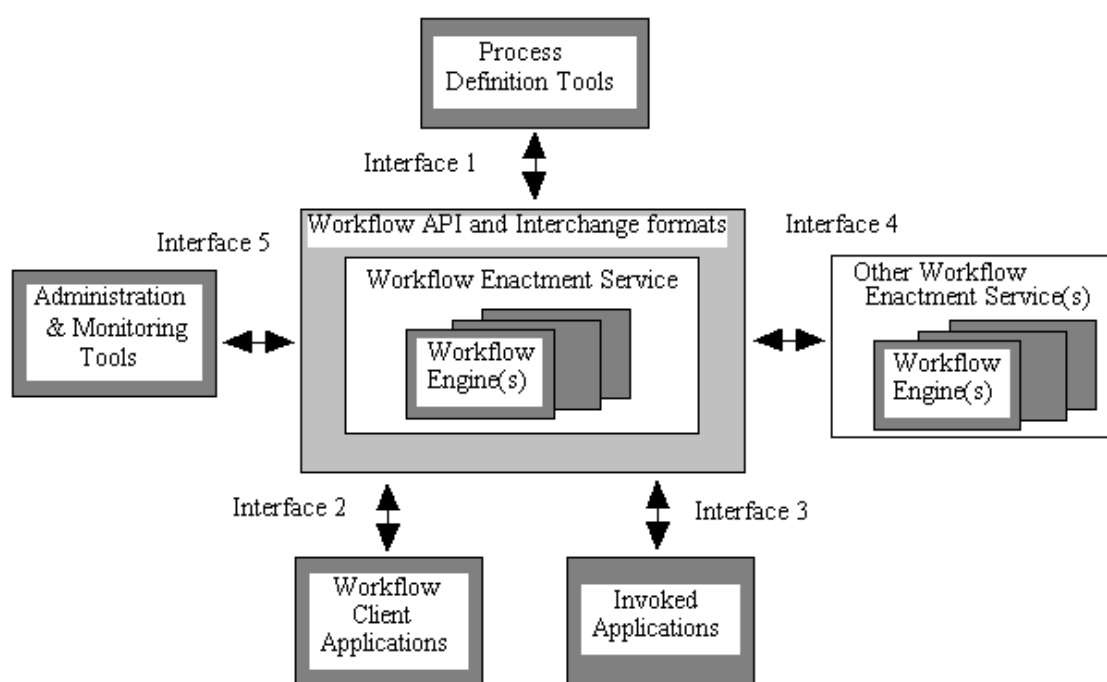 Process
Definition Tools
Interface 1
Workflow API and Interchange formats
Interface 5
Interface 4
Workflow Enactment Service
Workflow
Engine(s)
Administration
& Monitoring
Tools
Other Workflow
Enactment Service(s)
Workflow
Engine(s)
Interface 2
Interface 3
Workflow
Client
Applications
Invoked
Applications